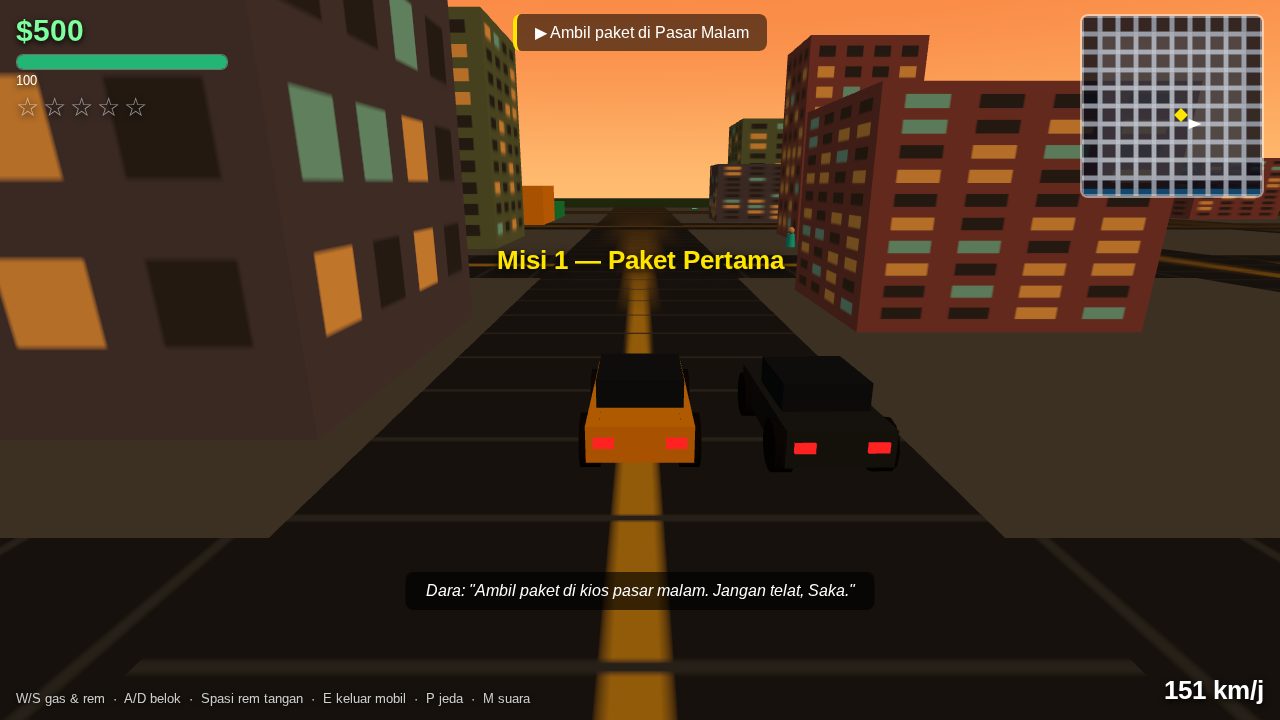 $500
▶ Ambil paket di Pasar Malam
100
☆☆☆☆☆
Misi 1 — Paket Pertama
Dara: "Ambil paket di kios pasar malam. Jangan telat, Saka."
W/S gas & rem · A/D belok · Spasi rem tangan · E keluar mobil · P jeda · M suara
151 km/j